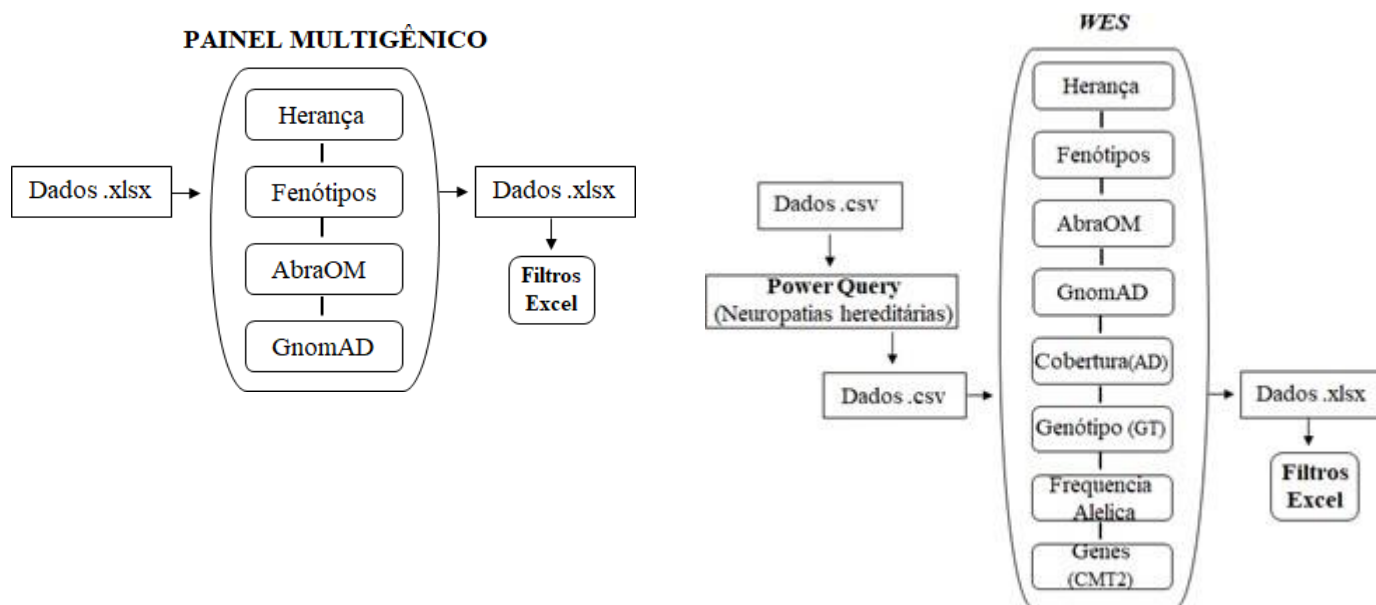 PAINEL MULTIGÊNICO
Dados .xlsx
Herança
Fenótipos
AbraOM
GnomAD
Dados .xlsx
Filtros
Excel
WES
Dados .csv
Power Query
(Neuropatias hereditárias)
Dados .csv
Herança
Fenótipos
AbraOM
GnomAD
Cobertura(AD)
Genótipo (GT)
Frequencia
Alelica
Genes
(CMT2)
Dados .xlsx
Filtros
Excel